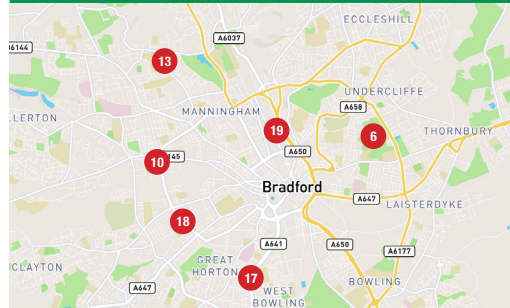 ECCLESHILL
A6037
A6144
13
UNDERCLIFFE
A658
MANNINGHAM
LLERTON
19
6
THORNBURY
A650
10
145
Bradford
A647
LAISTERDYKE
18
A641
A650
A6177
GREAT
HORTON
CLAYTON
17
BOWLING
A647
WEST
BOWLING